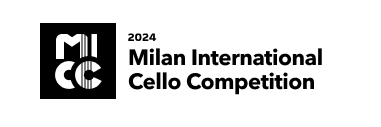 MI
CC
2024
Milan International
Cello Competition